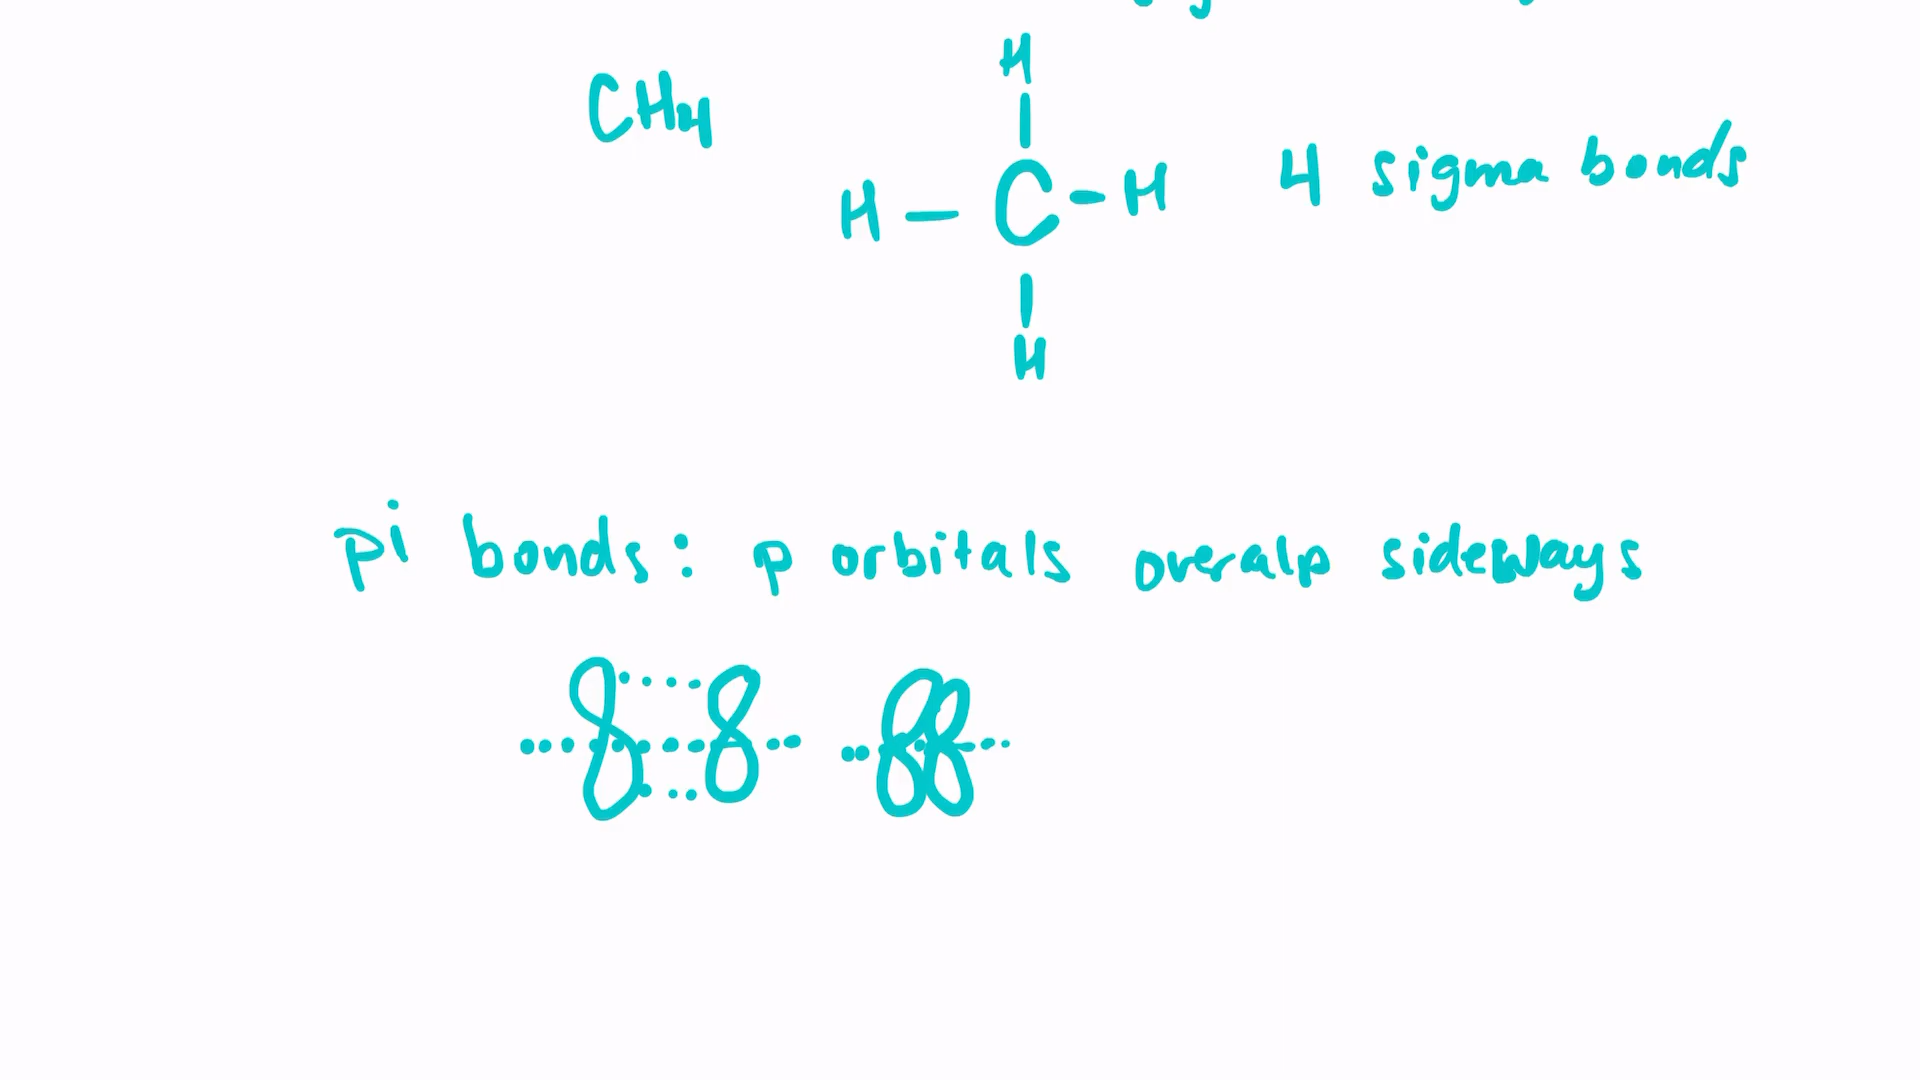 H
CH4
H - C - H 4 sigma bonds
H
pi bonds: p orbitals overalp sideways